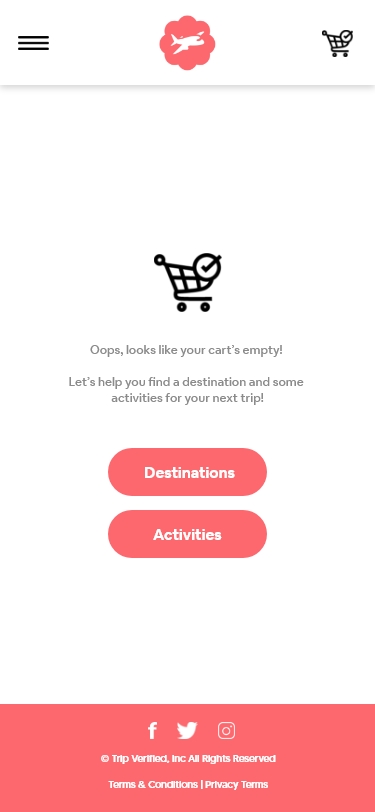 Oops, looks like your cart's empty!
Let's help you find a destination and some
activities for your next trip!
Destinations
Activities
© Trip Verified, Inc All Rights Reserved
Terms & Conditions | Privacy Terms